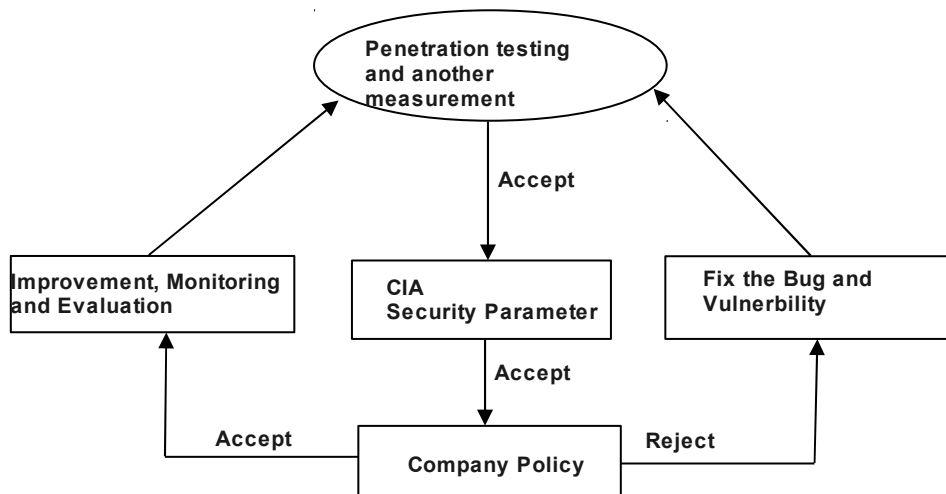 Penetration testing
and another
measurement
Accept
Improvement, Monitoring
and Evaluation
CIA
Security Parameter
Fix the Bug and
Vulnerbility
Accept
Accept
Reject
Company Policy